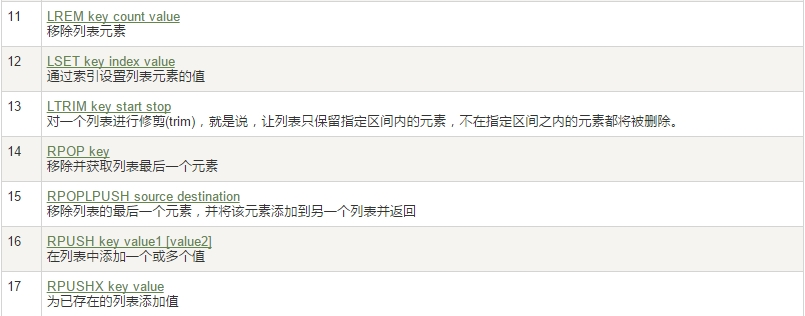 11 LREM key count value
移除列表元素
12 LSET key index value
通过索引设置列表元素的值
13 LTRIM key start stop
对一个列表进行修剪(trim)，就是说，让列表只保留指定区间内的元素，不在指定区间之内的元素都将被删除。
14 RPOP key
移除并获取列表最后一个元素
15 RPOPLPUSH source destination
移除列表的最后一个元素，并将该元素添加到另一个列表并返回
16 RPUSH key value1 [value2]
在列表中添加一个或多个值
17 RPUSHX key value
为已存在的列表添加值